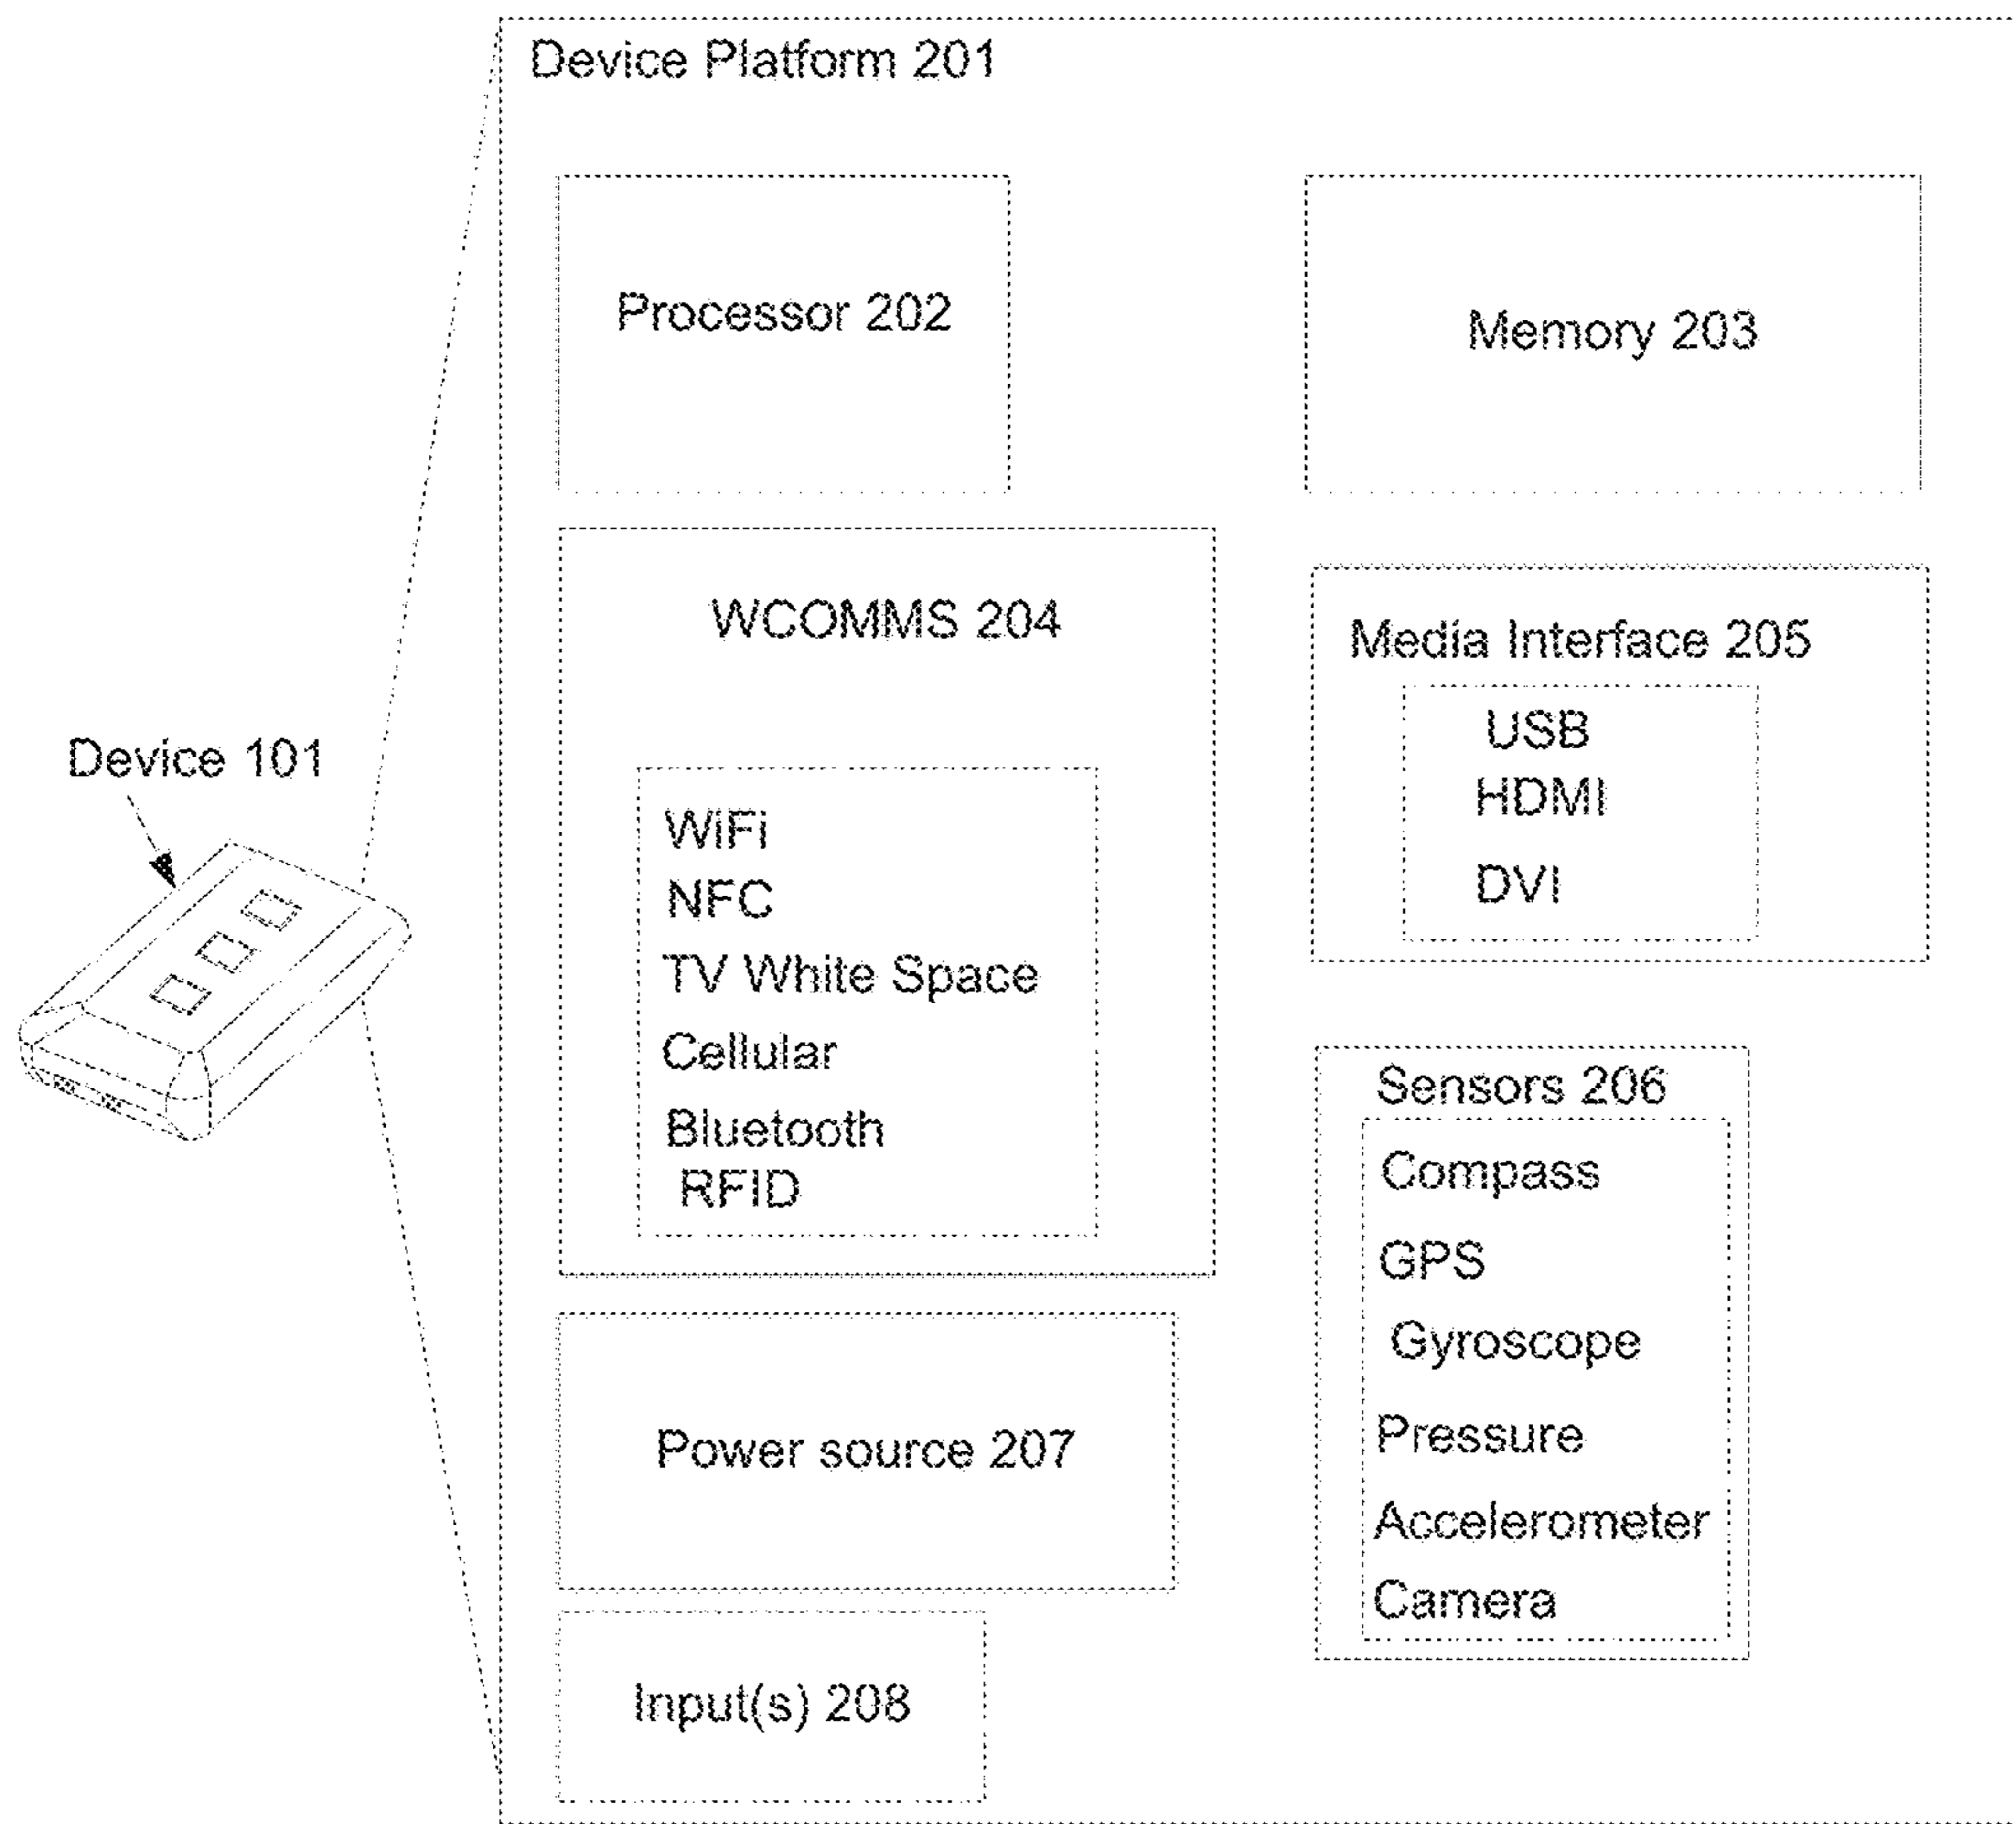 Device Platform 201
Processor 202
Memory 203
WCOMMS 204
WiFi
NFC
TV White Space
Cellular
Bluetooth
RFID
Media Interface 205
USB
HDMI
DVI
Device 101
Sensors 206
Compass
GPS
Gyroscope
Pressure
Accelerometer
Camera
Power source 207
Input(s) 208